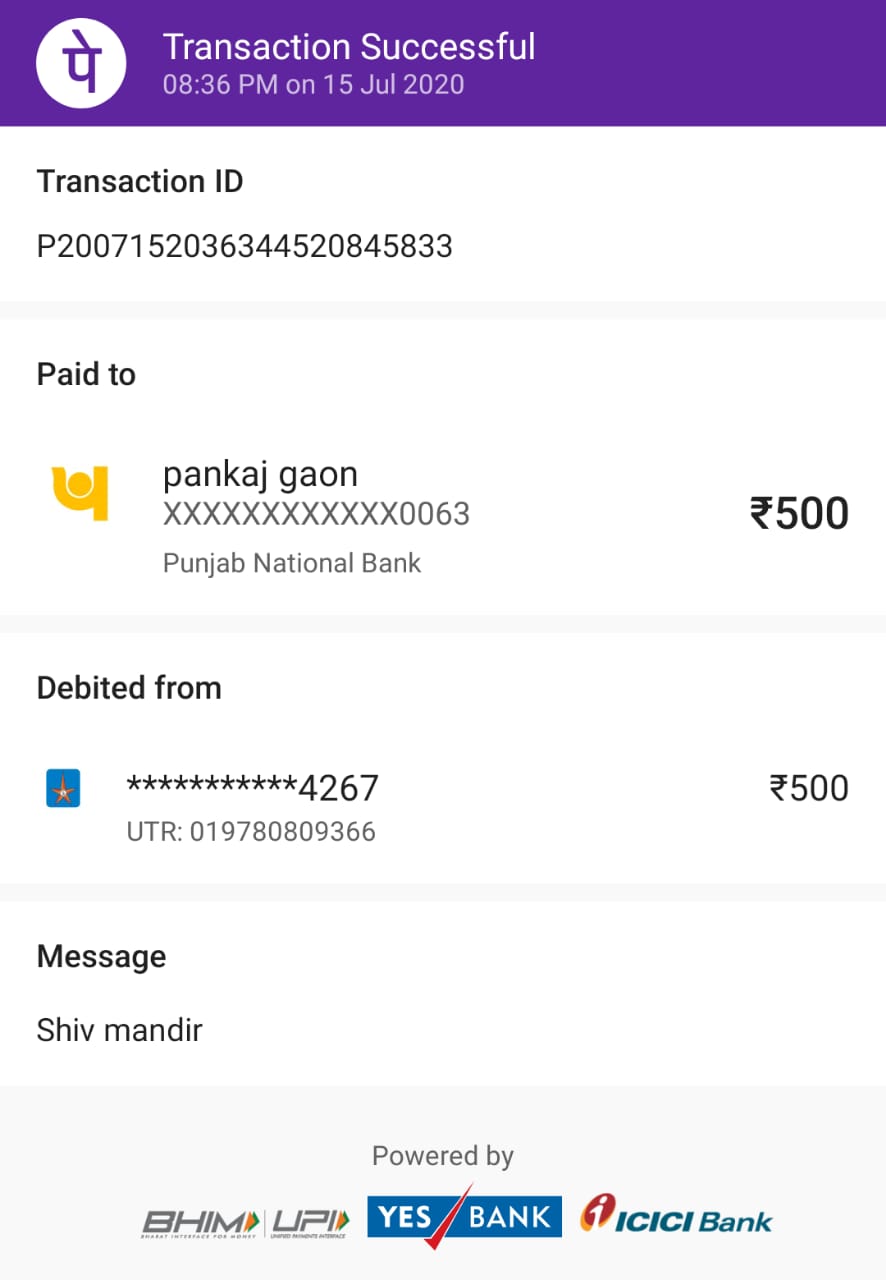 पे
Transaction Successful
08:36 PM on 15 Jul 2020
Transaction ID
P2007152036344520845833
Paid to
pankaj gaon
XXXXXXXXXXXX0063
₹500
Punjab National Bank
Debited from
***********4267
₹500
UTR: 019780809366
Message
Shiv mandir
Powered by
BHIM UPI YES BANK ICICI Bank
BHARAT INTERFACE FOR MONEY UNIFIED PAYMENTS INTERFACE